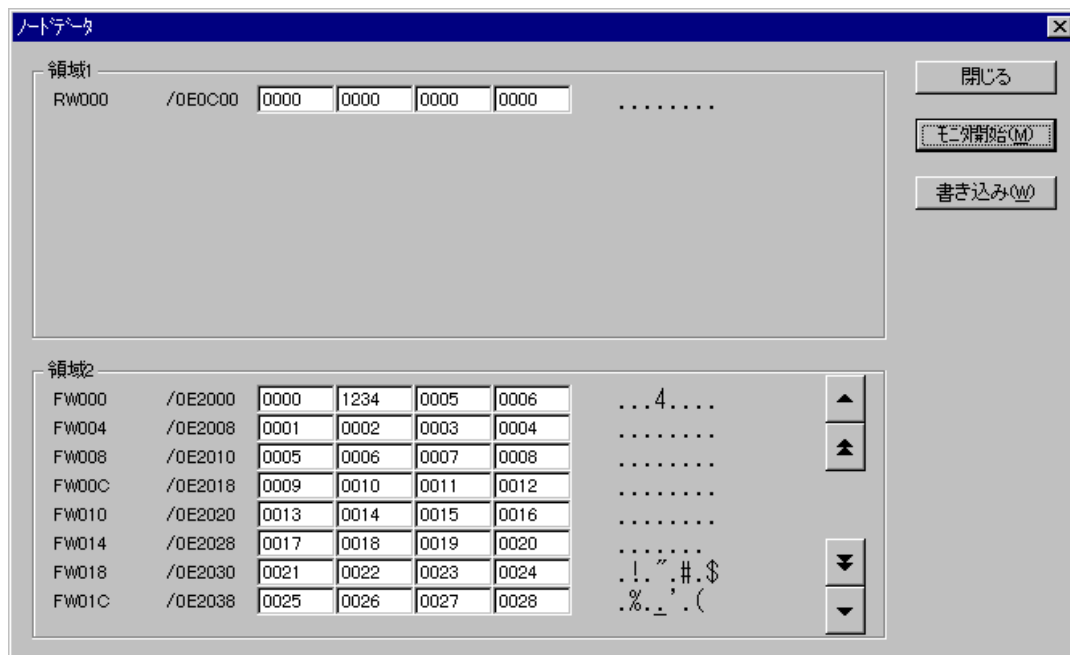 ﾉｰﾄﾞﾃﾞｰﾀ
領域1
RW000 /0E0C00 0000 0000 0000 0000 ........
領域2
FW000 /0E2000 0000 1234 0005 0006 ...4....
FW004 /0E2008 0001 0002 0003 0004 ........
FW008 /0E2010 0005 0006 0007 0008 ........
FW00C /0E2018 0009 0010 0011 0012 ........
FW010 /0E2020 0013 0014 0015 0016 ........
FW014 /0E2028 0017 0018 0019 0020 .......
FW018 /0E2030 0021 0022 0023 0024 .!.".#.$
FW01C /0E2038 0025 0026 0027 0028 .%._'.(
閉じる
ﾓﾆﾀ開始(M)
書き込み(W)